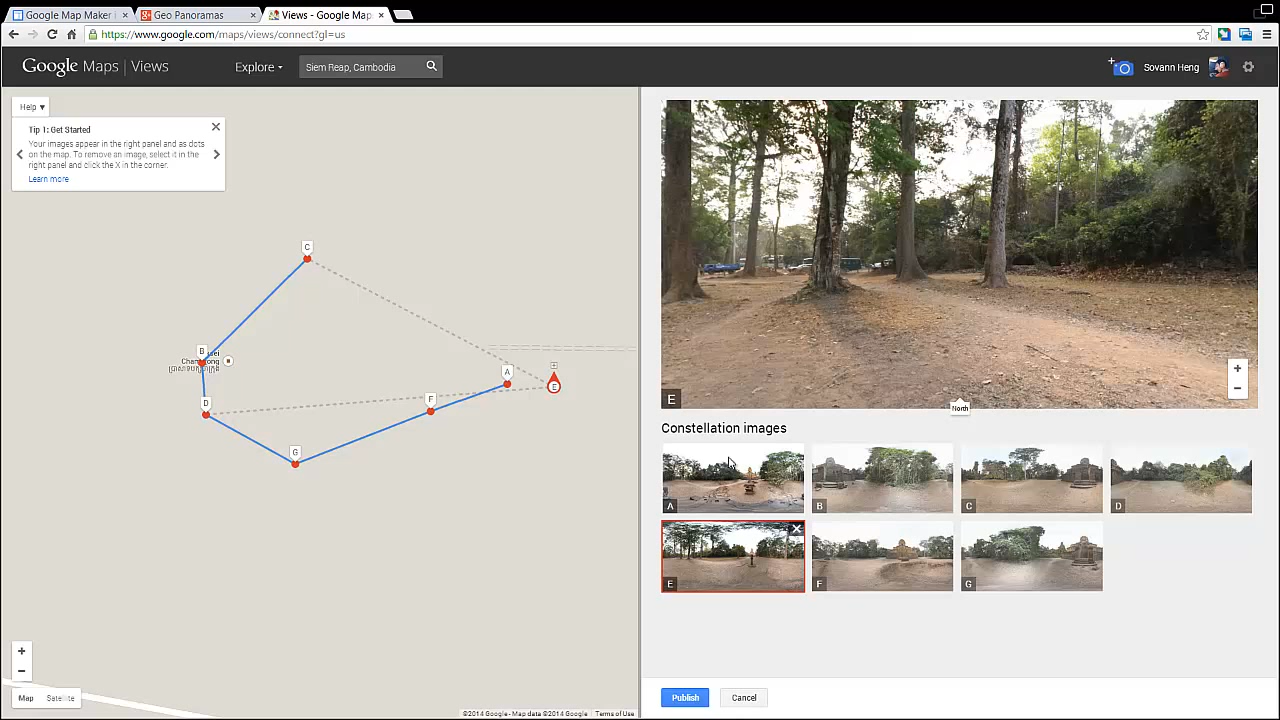 Google Map Maker
Geo Panoramas
Views - Google Map
https://www.google.com/maps/views/connect?gl=us
Google Maps | Views
Explore
Siem Reap, Cambodia
Sovann Heng
Help
Tip 1: Get Started
Your images appear in the right panel and as dots
on the map. To remove an image, select it in the
right panel and click the X in the corner.
Learn more
C
B
D
G
F
A
E
E
North
Constellation images
A
B
C
D
E
F
G
Map
Satellite
©2014 Google - Map data ©2014 Google
Terms of Use
Publish
Cancel